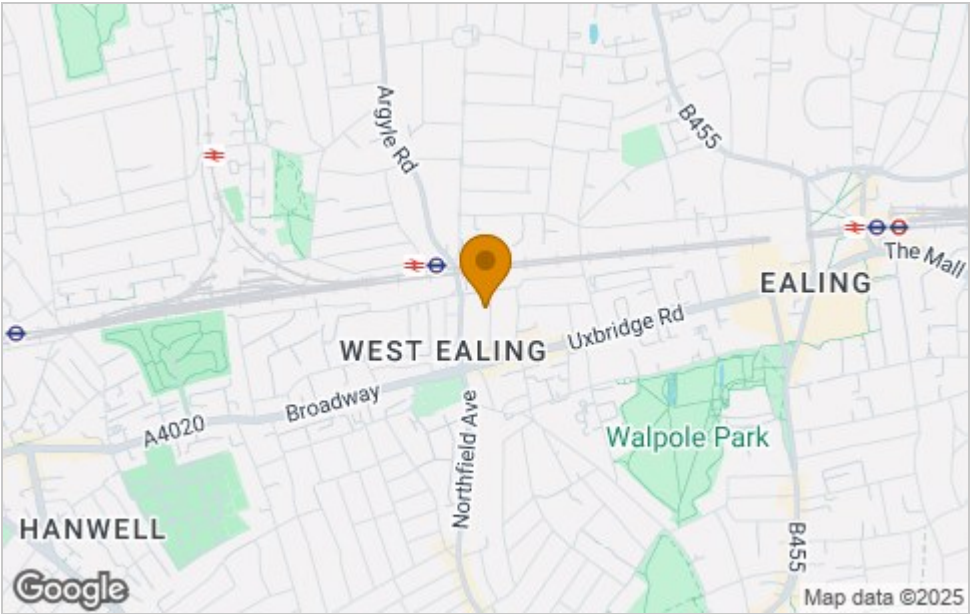 Argyle Rd
B455
The Mall
EALING
Uxbridge Rd
WEST EALING
Broadway
A4020
Northfield Ave
Walpole Park
HANWELL
B455
Google
Map data ©2025